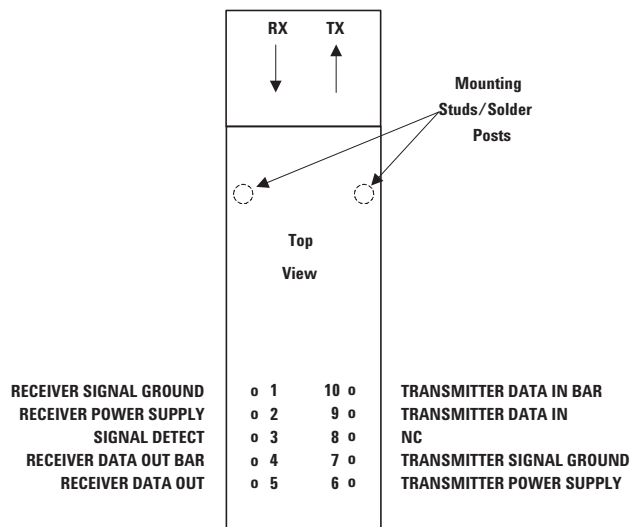 RX TX
Mounting
Studs/Solder
Posts
Top
View
RECEIVER SIGNAL GROUND o 1 10 o TRANSMITTER DATA IN BAR
RECEIVER POWER SUPPLY o 2 9 o TRANSMITTER DATA IN
SIGNAL DETECT o 3 8 o NC
RECEIVER DATA OUT BAR o 4 7 o TRANSMITTER SIGNAL GROUND
RECEIVER DATA OUT o 5 6 o TRANSMITTER POWER SUPPLY